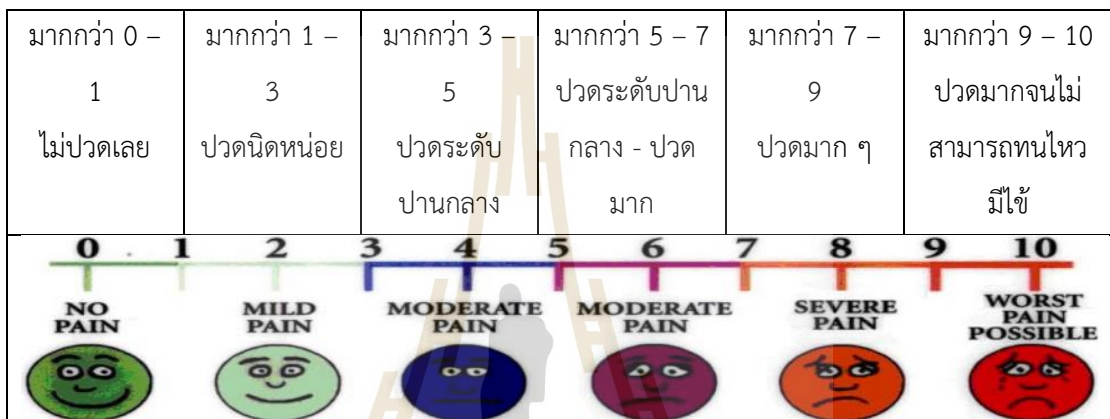 มากกว่า 0 –
1
ไม่ปวดเลย
มากกว่า 1 –
3
ปวดนิดหน่อย
มากกว่า 3 –
5
ปวดระดับ
ปานกลาง
มากกว่า 5 – 7
ปวดระดับปาน
กลาง - ปวด
มาก
มากกว่า 7 –
9
ปวดมาก ๆ
มากกว่า 9 – 10
ปวดมากจนไม่
สามารถทนไหว
มีไข้
0 1 2 3 4 5 6 7 8 9 10
NO
PAIN
MILD
PAIN
MODERATE
PAIN
MODERATE
PAIN
SEVERE
PAIN
WORST
PAIN
POSSIBLE